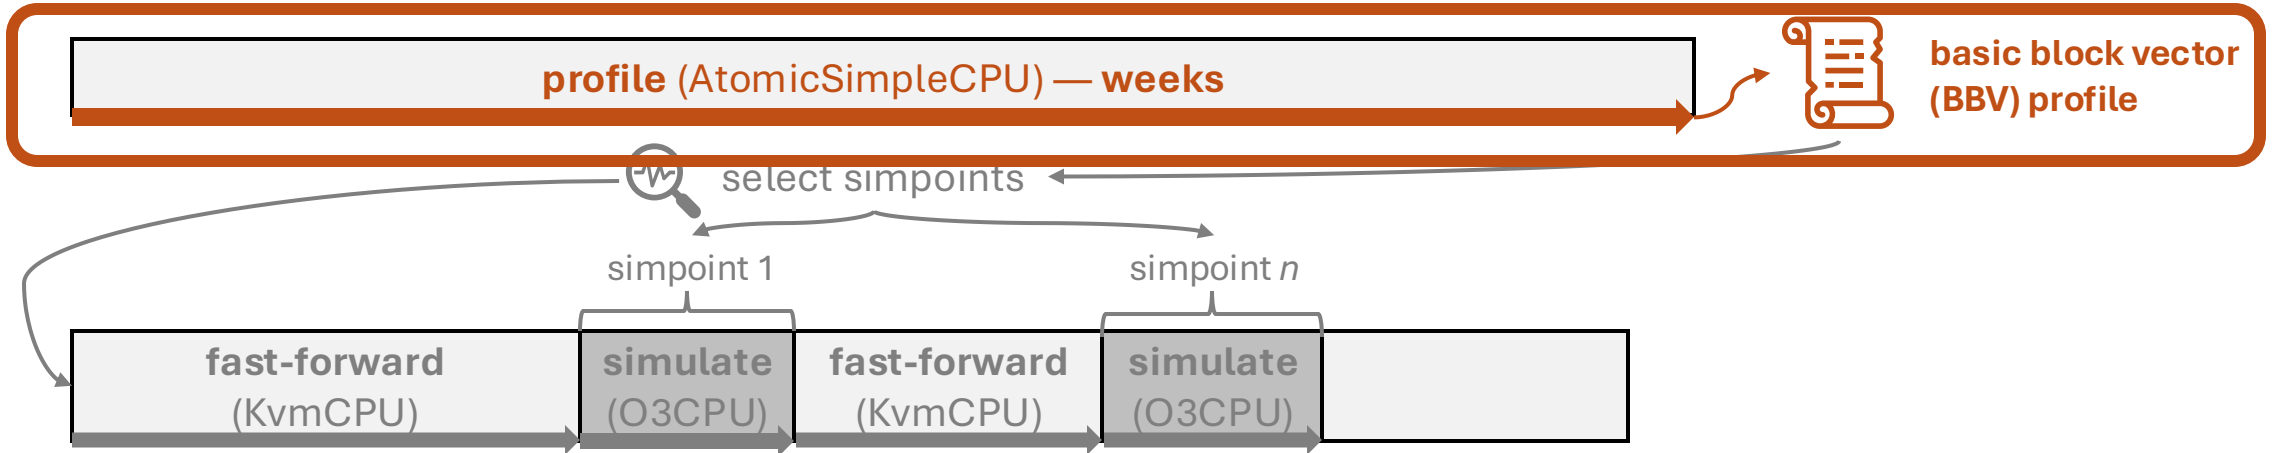 profile (AtomicSimpleCPU) — weeks
basic block vector
(BBV) profile
select simpoints
simpoint 1
simpoint n
fast-forward
(KvmCPU)
simulate
(O3CPU)
fast-forward
(KvmCPU)
simulate
(O3CPU)